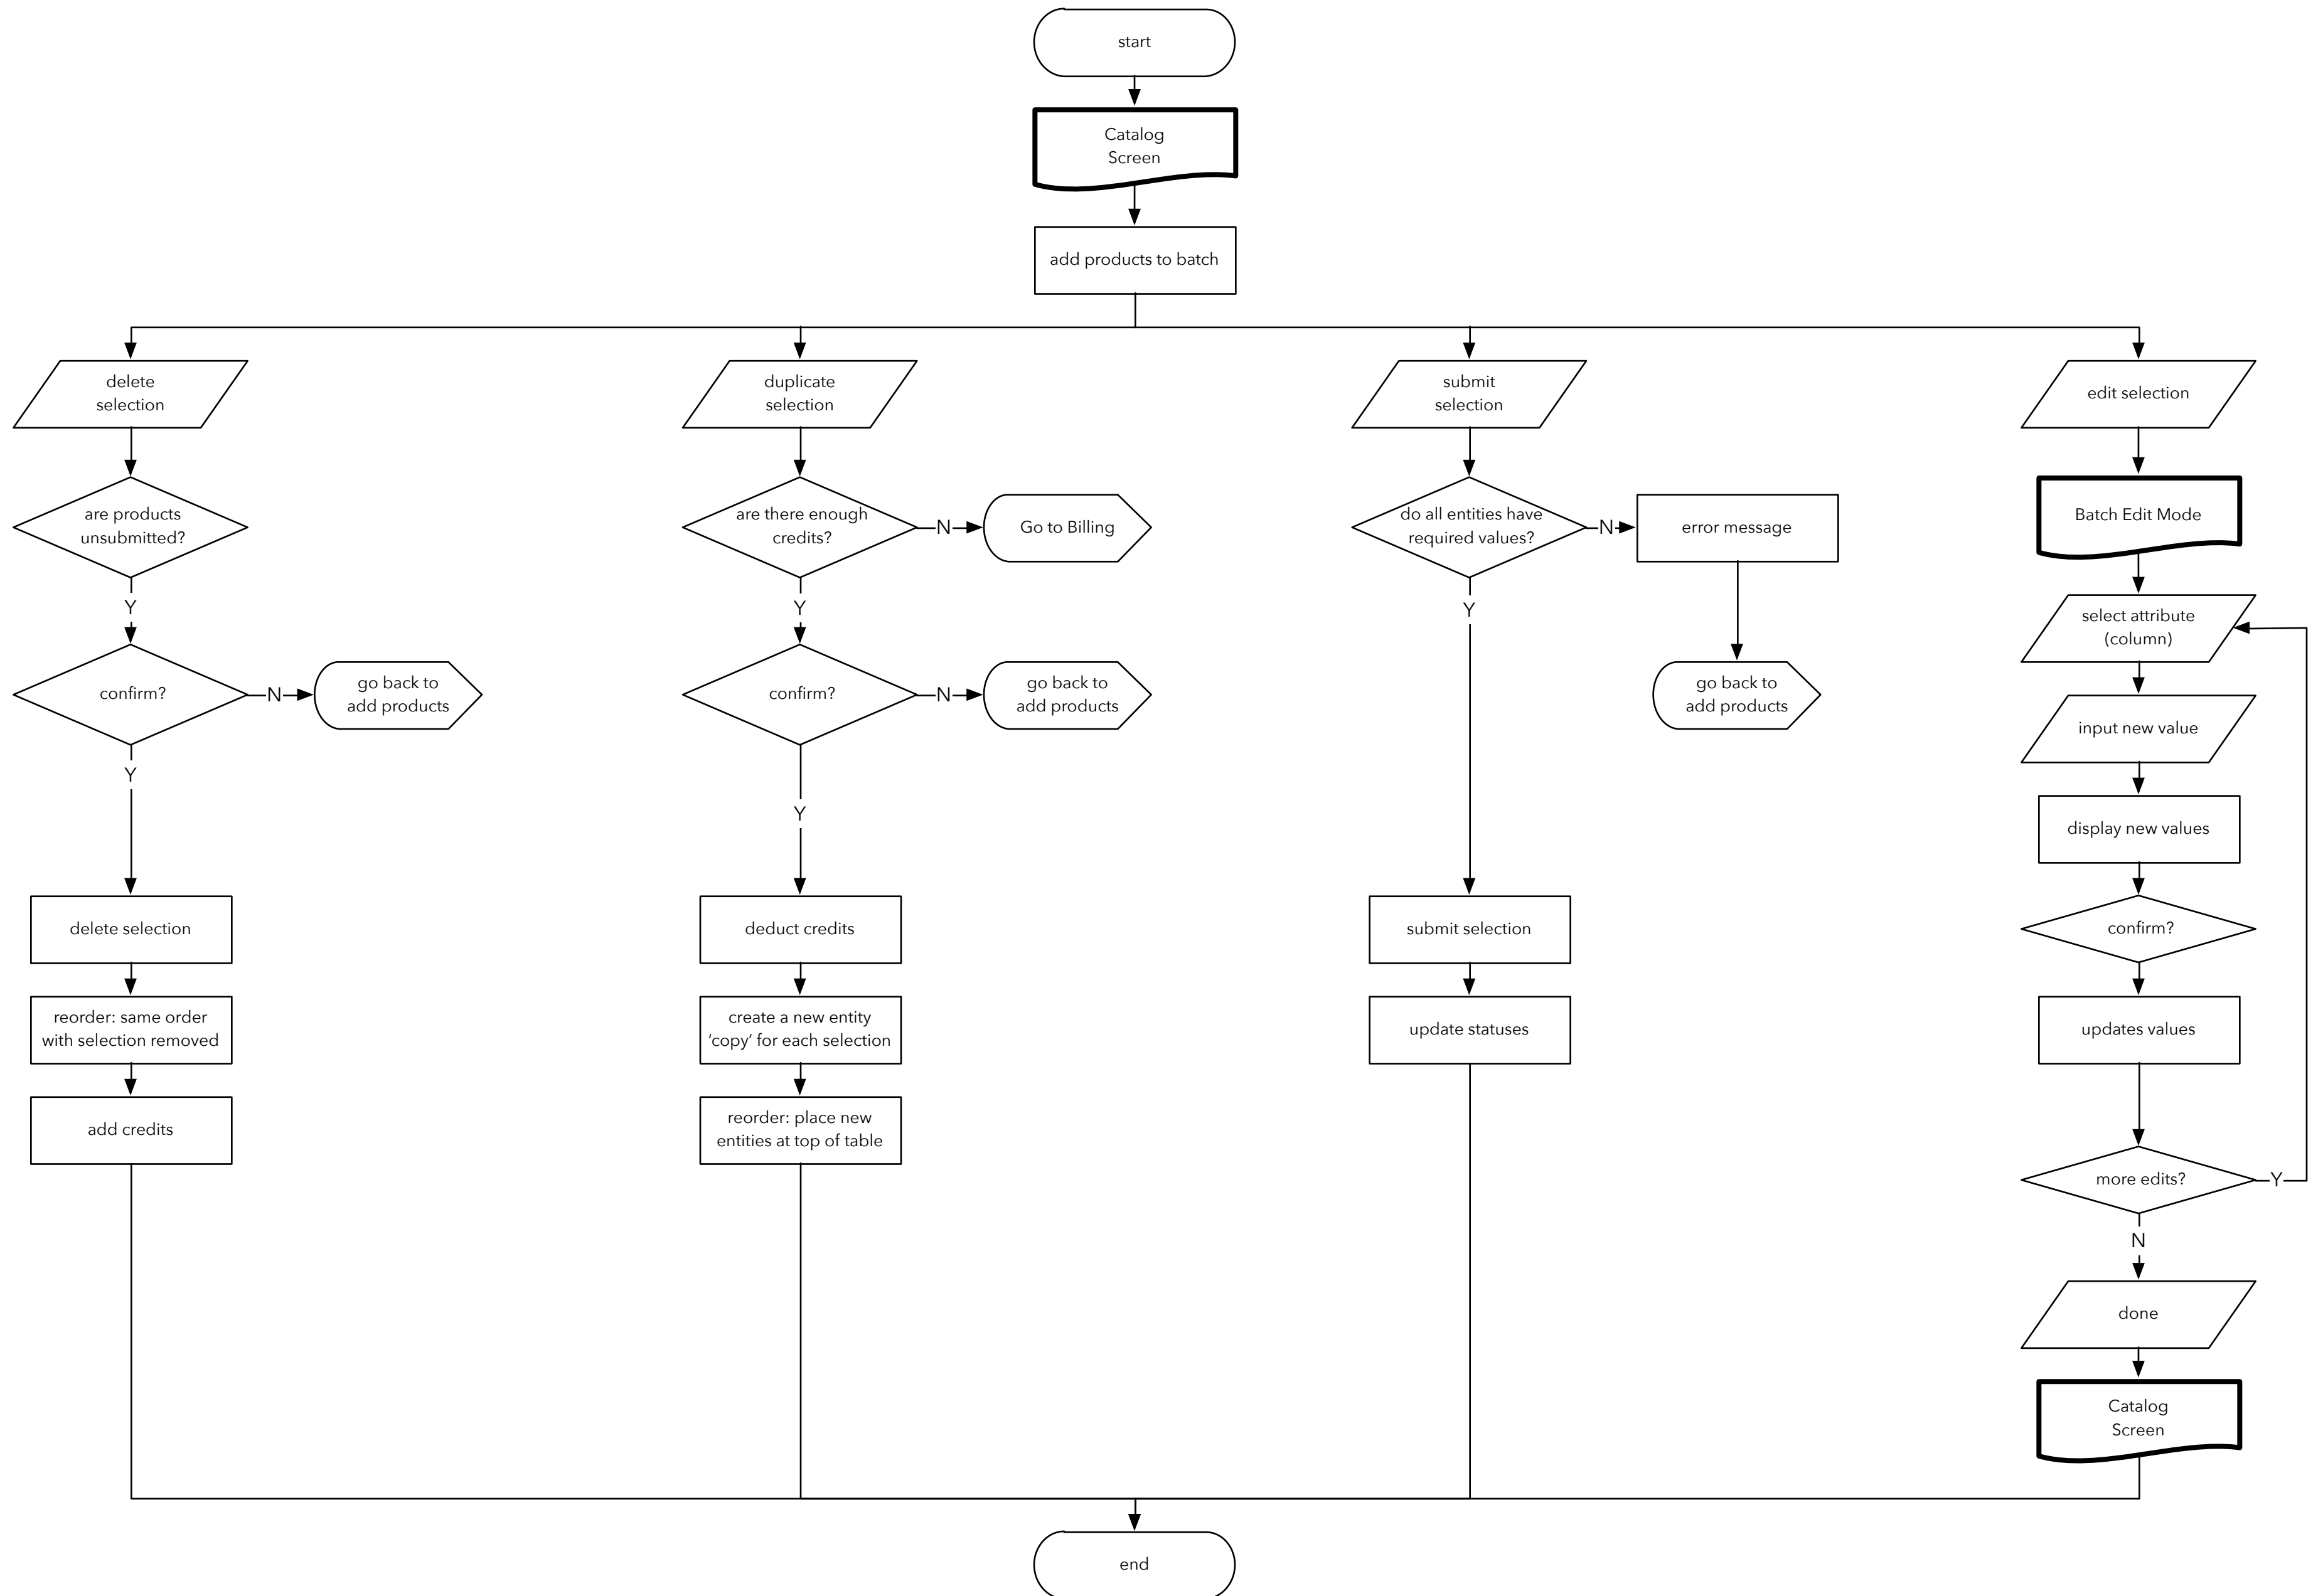 start
Catalog
Screen
add products to batch
delete
selection
duplicate
selection
submit
selection
edit selection
are products
unsubmitted?
are there enough
credits?
N
Go to Billing
do all entities have
required values?
N
error message
Batch Edit Mode
Y
Y
Y
select attribute
(column)
confirm?
N
go back to
add products
confirm?
N
go back to
add products
go back to
add products
input new value
Y
Y
display new values
delete selection
deduct credits
submit selection
confirm?
reorder: same order
with selection removed
create a new entity
‘copy’ for each selection
update statuses
updates values
add credits
reorder: place new
entities at top of table
more edits?
Y
N
done
Catalog
Screen
end